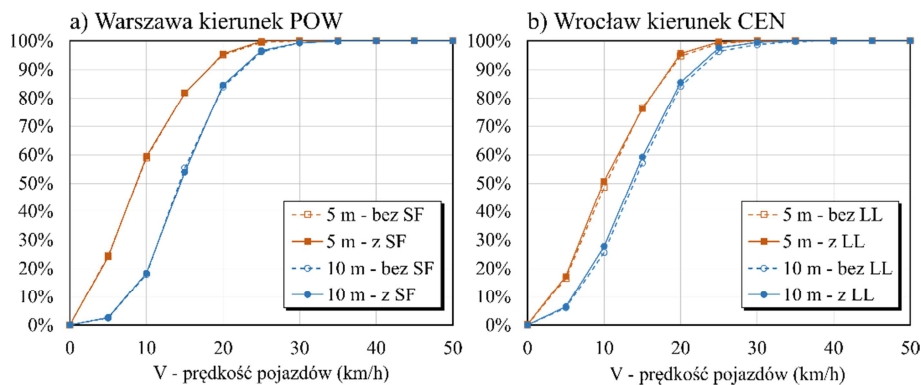 a) Warszawa kierunek POW
100%
90%
80%
70%
60%
50%
40%
30%
20%
10%
0%
5 m - bez SF
5 m - z SF
10 m - bez SF
10 m - z SF
0 10 20 30 40 50
V - prędkość pojazdów (km/h)
b) Wrocław kierunek CEN
100%
90%
80%
70%
60%
50%
40%
30%
20%
10%
0%
5 m - bez LL
5 m - z LL
10 m - bez LL
10 m - z LL
0 10 20 30 40 50
V - prędkość pojazdów (km/h)